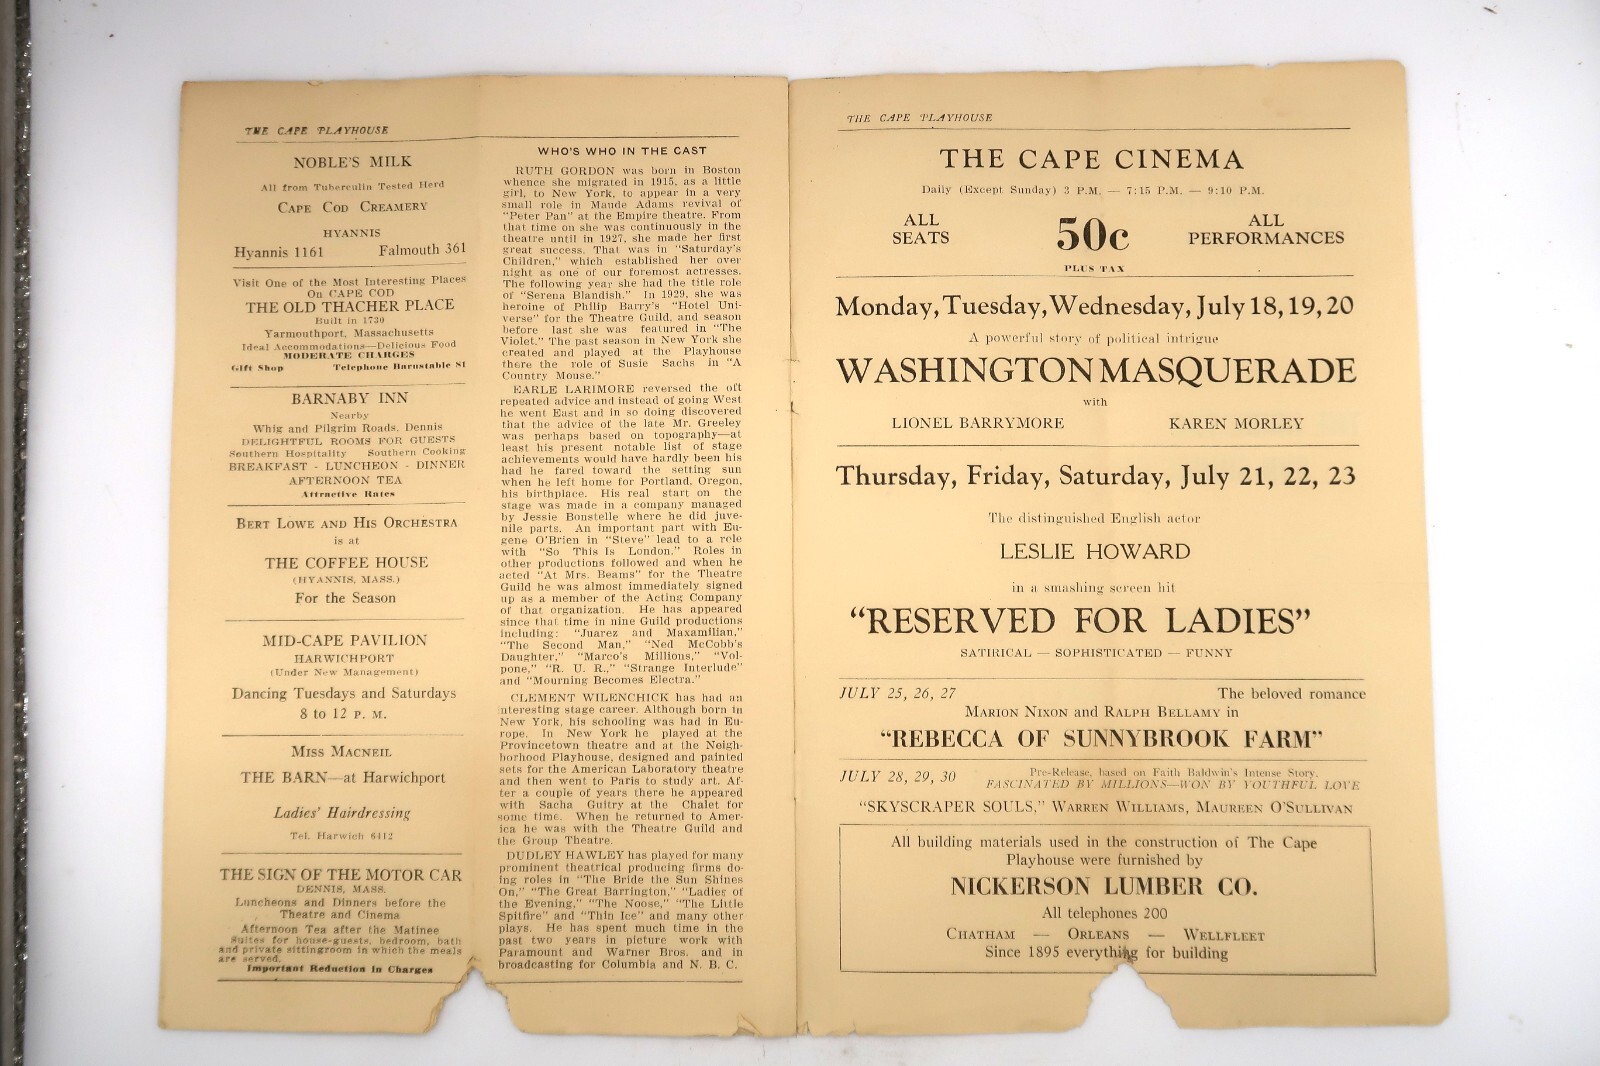 THE CAPE PLAYHOUSE
NOBLE'S MILK
All from Tuberculin Tested Herd
CAPE COD CREAMERY
HYANNIS
Hyannis 1161 Falmouth 361
Visit One of the Most Interesting Places
On CAPE COD
THE OLD THACHER PLACE
Built in 1730
Yarmouthport, Massachusetts
Ideal Accommodations—Delicious Food
MODERATE CHARGES
Gift Shop Telephone Barnstable 81
BARNABY INN
Nearby
Whig and Pilgrim Roads, Dennis
DELIGHTFUL ROOMS FOR GUESTS
Southern Hospitality Southern Cooking
BREAKFAST - LUNCHEON - DINNER
AFTERNOON TEA
Attractive Rates
BERT LOWE AND HIS ORCHESTRA
is at
THE COFFEE HOUSE
(HYANNIS, MASS.)
For the Season
MID-CAPE PAVILION
HARWICHPORT
(Under New Management)
Dancing Tuesdays and Saturdays
8 to 12 P. M.
MISS MACNEIL
THE BARN—at Harwichport
Ladies' Hairdressing
Tel. Harwich 6412
THE SIGN OF THE MOTOR CAR
DENNIS, MASS.
Luncheons and Dinners before the
Theatre and Cinema
Afternoon Tea after the Matinee
Suites for house-guests, bedroom, bath
and private sittingroom in which the meals
are served.
Important Reduction in Charges
WHO'S WHO IN THE CAST
RUTH GORDON was born in Boston
whence she migrated in 1915, as a little
girl, to New York, to appear in a very
small role in Maude Adams revival of
"Peter Pan" at the Empire theatre. From
that time on she was continuously in the
theatre until in 1927, she made her first
great success. That was in "Saturday's
Children," which established her over
night as one of our foremost actresses.
The following year she had the title role
of "Serena Blandish." In 1929, she was
heroine of Philip Barry's "Hotel Uni-
verse" for the Theatre Guild, and season
before last she was featured in "The
Violet." The past season in New York she
created and played at the Playhouse
there the role of Susie Sachs in "A
Country Mouse."
EARLE LARIMORE reversed the oft
repeated advice and instead of going West
he went East and in so doing discovered
that the advice of the late Mr. Greeley
was perhaps based on topography—at
least his present notable list of stage
achievements would have hardly been his
had he fared toward the setting sun
when he left home for Portland, Oregon,
his birthplace. His real start on the
stage was made in a company managed
by Jessie Bonstelle where he did juve-
nile parts. An important part with Eu-
gene O'Brien in "Steve" lead to a role
with "So This Is London." Roles in
other productions followed and when he
acted "At Mrs. Beams" for the Theatre
Guild he was almost immediately signed
up as a member of the Acting Company
of that organization. He has appeared
since that time in nine Guild productions
including: "Juarez and Maxamilian,"
"The Second Man," "Ned McCobb's
Daughter," "Marco's Millions," "Vol-
pone," "R. U. R.," "Strange Interlude"
and "Mourning Becomes Electra."
CLEMENT WILENCHICK has had an
interesting stage career. Although born in
New York, his schooling was had in Eu-
rope. In New York he played at the
Provincetown theatre and at the Neigh-
borhood Playhouse, designed and painted
sets for the American Laboratory theatre
and then went to Paris to study art. Af-
ter a couple of years there he appeared
with Sacha Guitry at the Chalet for
some time. When he returned to Amer-
ica he was with the Theatre Guild and
the Group Theatre.
DUDLEY HAWLEY has played for many
prominent theatrical producing firms do-
ing roles in "The Bride the Sun Shines
On," "The Great Barrington," "Ladies of
the Evening," "The Noose," "The Little
Spitfire" and "Thin Ice" and many other
plays. He has spent much time in the
past two years in picture work with
Paramount and Warner Bros. and in
broadcasting for Columbia and N. B. C.
THE CAPE PLAYHOUSE
THE CAPE CINEMA
Daily (Except Sunday) 3 P.M. — 7:15 P.M. — 9:10 P.M.
ALL SEATS 50c ALL PERFORMANCES
PLUS TAX
Monday, Tuesday, Wednesday, July 18, 19, 20
A powerful story of political intrigue
WASHINGTON MASQUERADE
with
LIONEL BARRYMORE KAREN MORLEY
Thursday, Friday, Saturday, July 21, 22, 23
The distinguished English actor
LESLIE HOWARD
in a smashing screen hit
"RESERVED FOR LADIES"
SATIRICAL — SOPHISTICATED — FUNNY
JULY 25, 26, 27 The beloved romance
MARION NIXON and RALPH BELLAMY in
"REBECCA OF SUNNYBROOK FARM"
JULY 28, 29, 30 Pre-Release, based on Faith Baldwin's Intense Story.
FASCINATED BY MILLIONS—WON BY YOUTHFUL LOVE
"SKYSCRAPER SOULS," WARREN WILLIAMS, MAUREEN O'SULLIVAN
All building materials used in the construction of The Cape
Playhouse were furnished by
NICKERSON LUMBER CO.
All telephones 200
CHATHAM — ORLEANS — WELLFLEET
Since 1895 everything for building